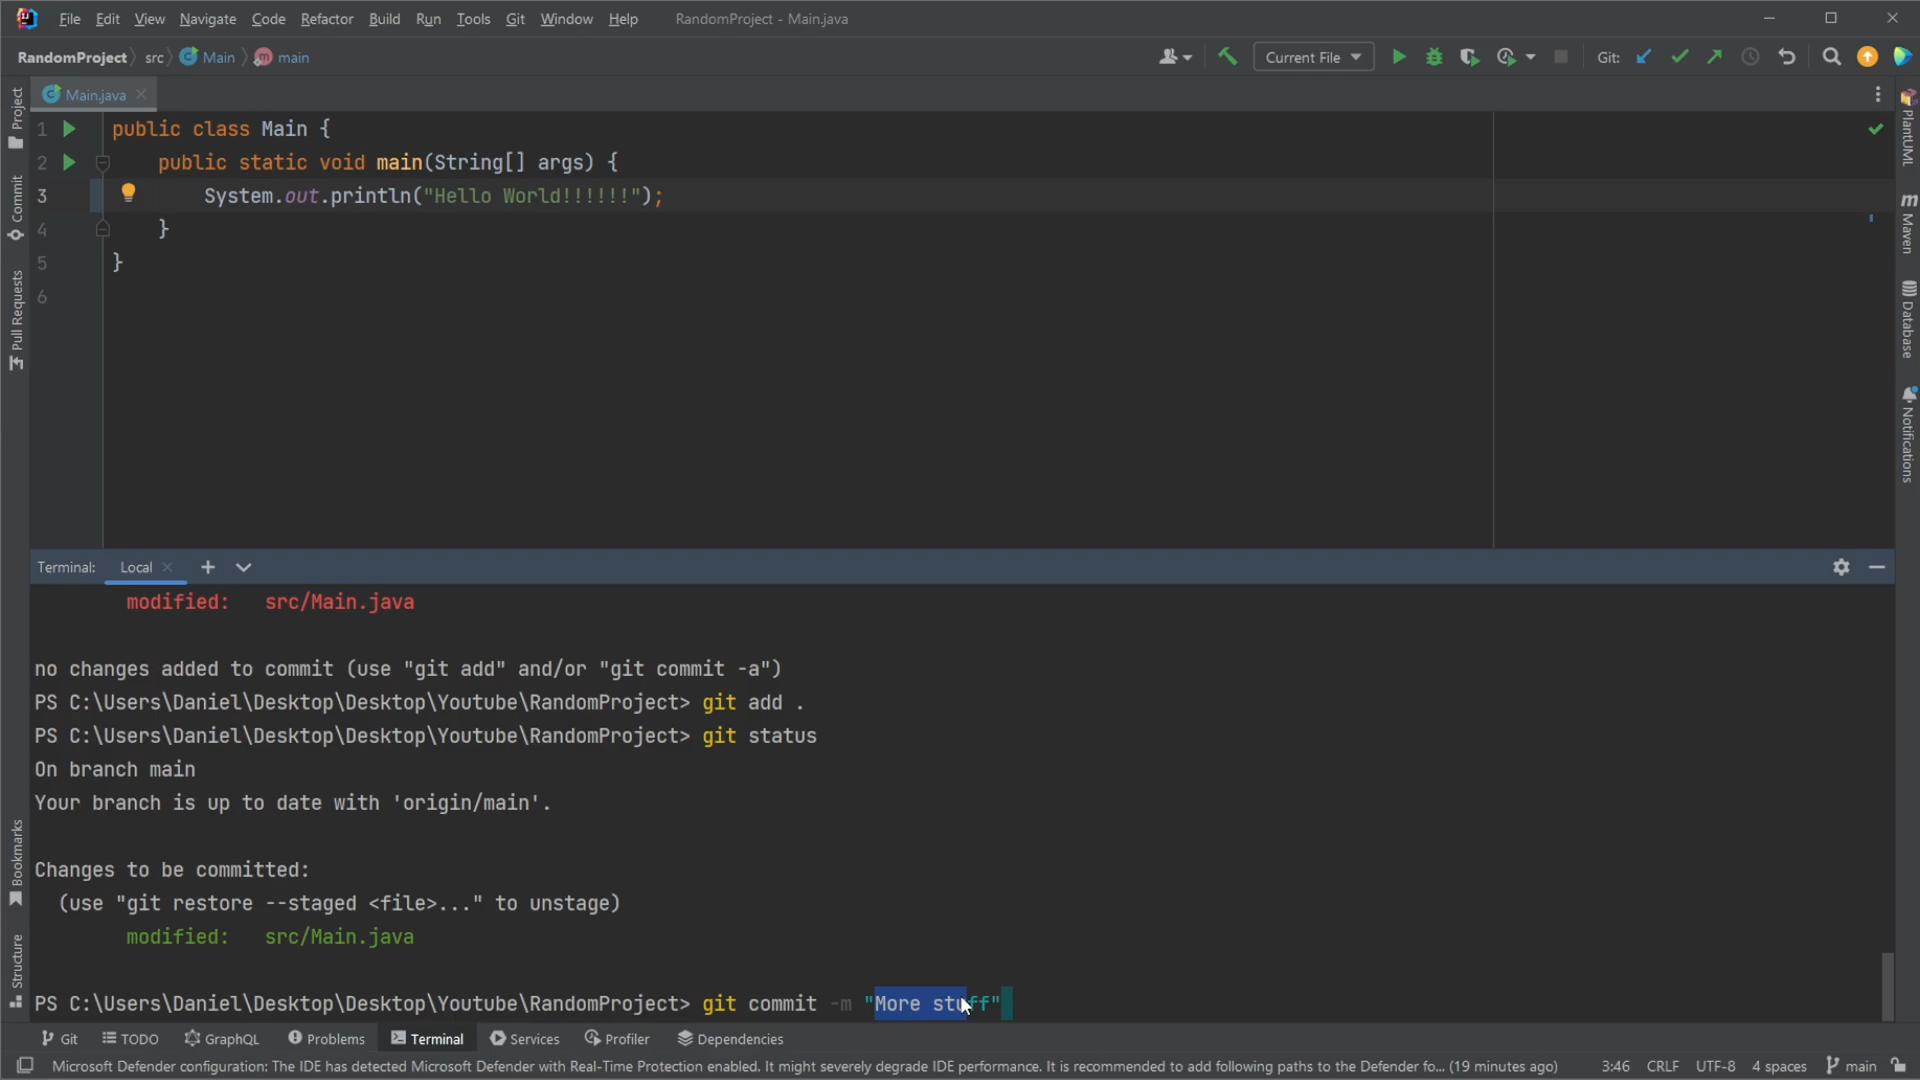 File Edit View Navigate Code Refactor Build Run Tools Git Window Help RandomProject - Main.java
RandomProject src Main main Current File Git:
Main.java
1 public class Main {
2 public static void main(String[] args) {
3 System.out.println("Hello World!!!!!!");
4 }
5 }
6
Project
Commit
Pull Requests
Bookmarks
Structure
PlantUML
Maven
Database
Notifications
Terminal: Local
modified: src/Main.java
no changes added to commit (use "git add" and/or "git commit -a")
PS C:\Users\Daniel\Desktop\Desktop\Youtube\RandomProject> git add .
PS C:\Users\Daniel\Desktop\Desktop\Youtube\RandomProject> git status
On branch main
Your branch is up to date with 'origin/main'.
Changes to be committed:
(use "git restore --staged <file>..." to unstage)
modified: src/Main.java
PS C:\Users\Daniel\Desktop\Desktop\Youtube\RandomProject> git commit -m "More stuff"
Git TODO GraphQL Problems Terminal Services Profiler Dependencies
Microsoft Defender configuration: The IDE has detected Microsoft Defender with Real-Time Protection enabled. It might severely degrade IDE performance. It is recommended to add following paths to the Defender fo... (19 minutes ago) 3:46 CRLF UTF-8 4 spaces main